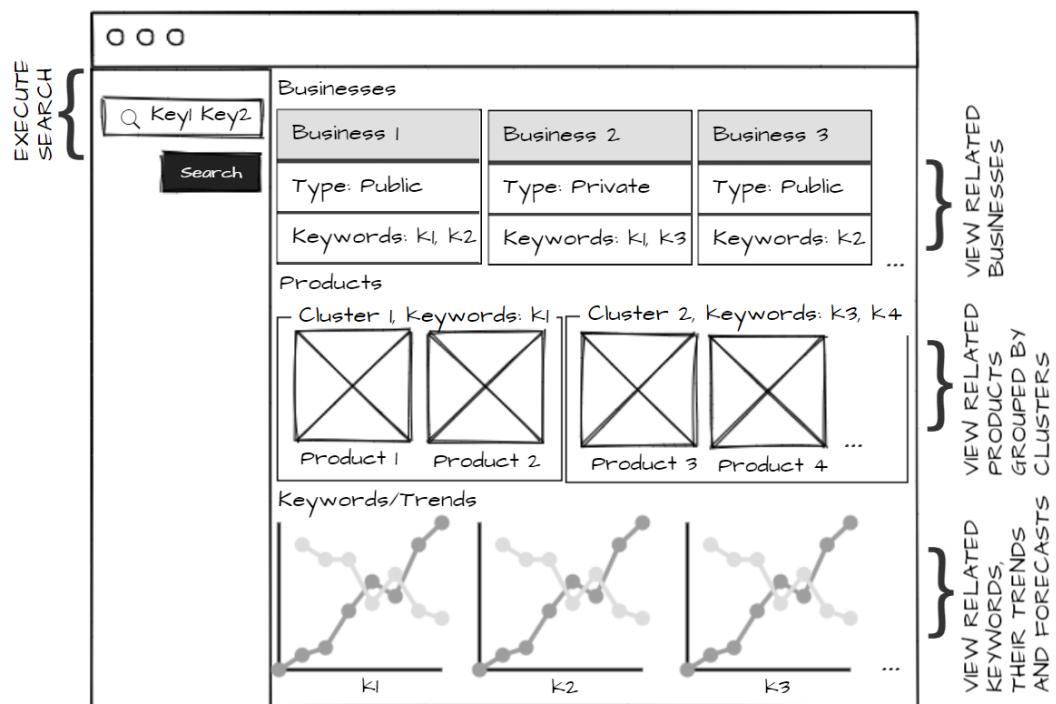 EXECUTE
SEARCH
Key1 Key2
Search
Businesses
Business 1
Type: Public
Keywords: K1, K2
Business 2
Type: Private
Keywords: K1, K3
Business 3
Type: Public
Keywords: K2
...
VIEW RELATED
BUSINESSES
Products
Cluster 1, Keywords: K1
Product 1
Product 2
Cluster 2, Keywords: K3, K4
Product 3
Product 4
...
VIEW RELATED
PRODUCTS
GROUPED BY
CLUSTERS
Keywords/Trends
K1
K2
K3
...
VIEW RELATED
KEYWORDS,
THEIR TRENDS
AND FORECASTS